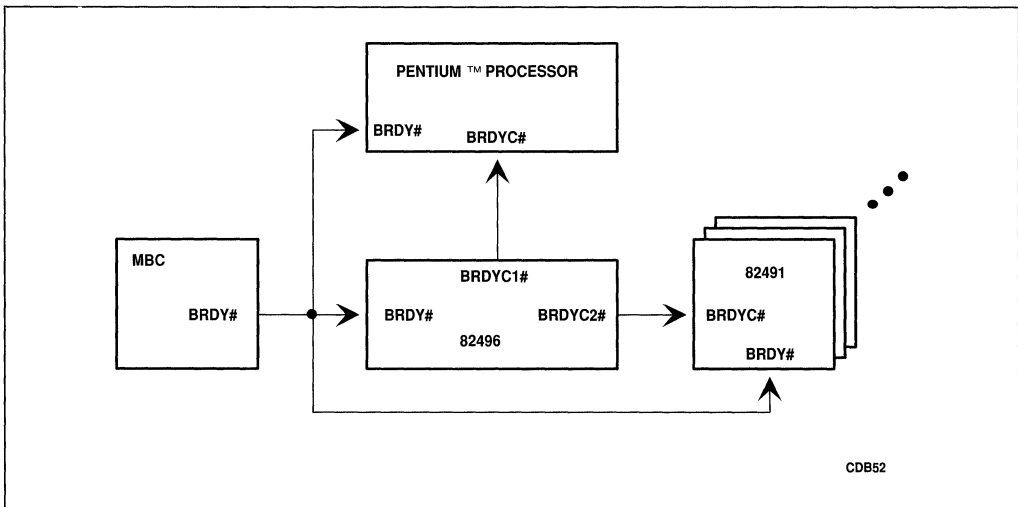 PENTIUM ™ PROCESSOR
BRDY#
BRDYC#
MBC
BRDY#
BRDYC1#
BRDY#
BRDYC2#
82496
82491
BRDYC#
BRDY#
CDB52